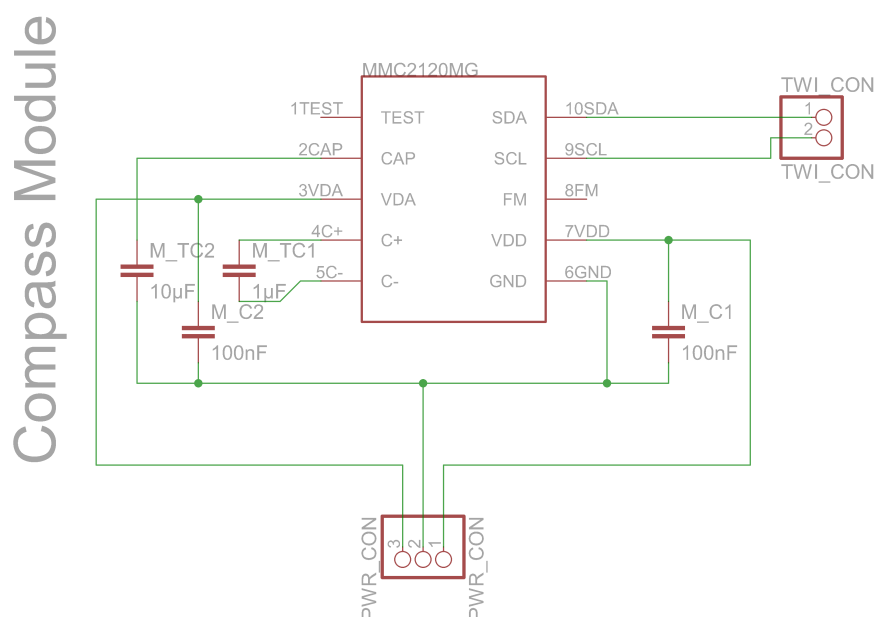 Compass Module
MMC2120MG
1TEST
2CAP
3VDA
4C+
5C-
TEST
CAP
VDA
C+
C-
SDA
SCL
FM
VDD
GND
10SDA
9SCL
8FM
7VDD
6GND
TWI_CON
1
2
TWI_CON
M_TC2
10µF
M_TC1
1µF
M_C2
100nF
M_C1
100nF
PWR_CON
3
2
1
PWR_CON